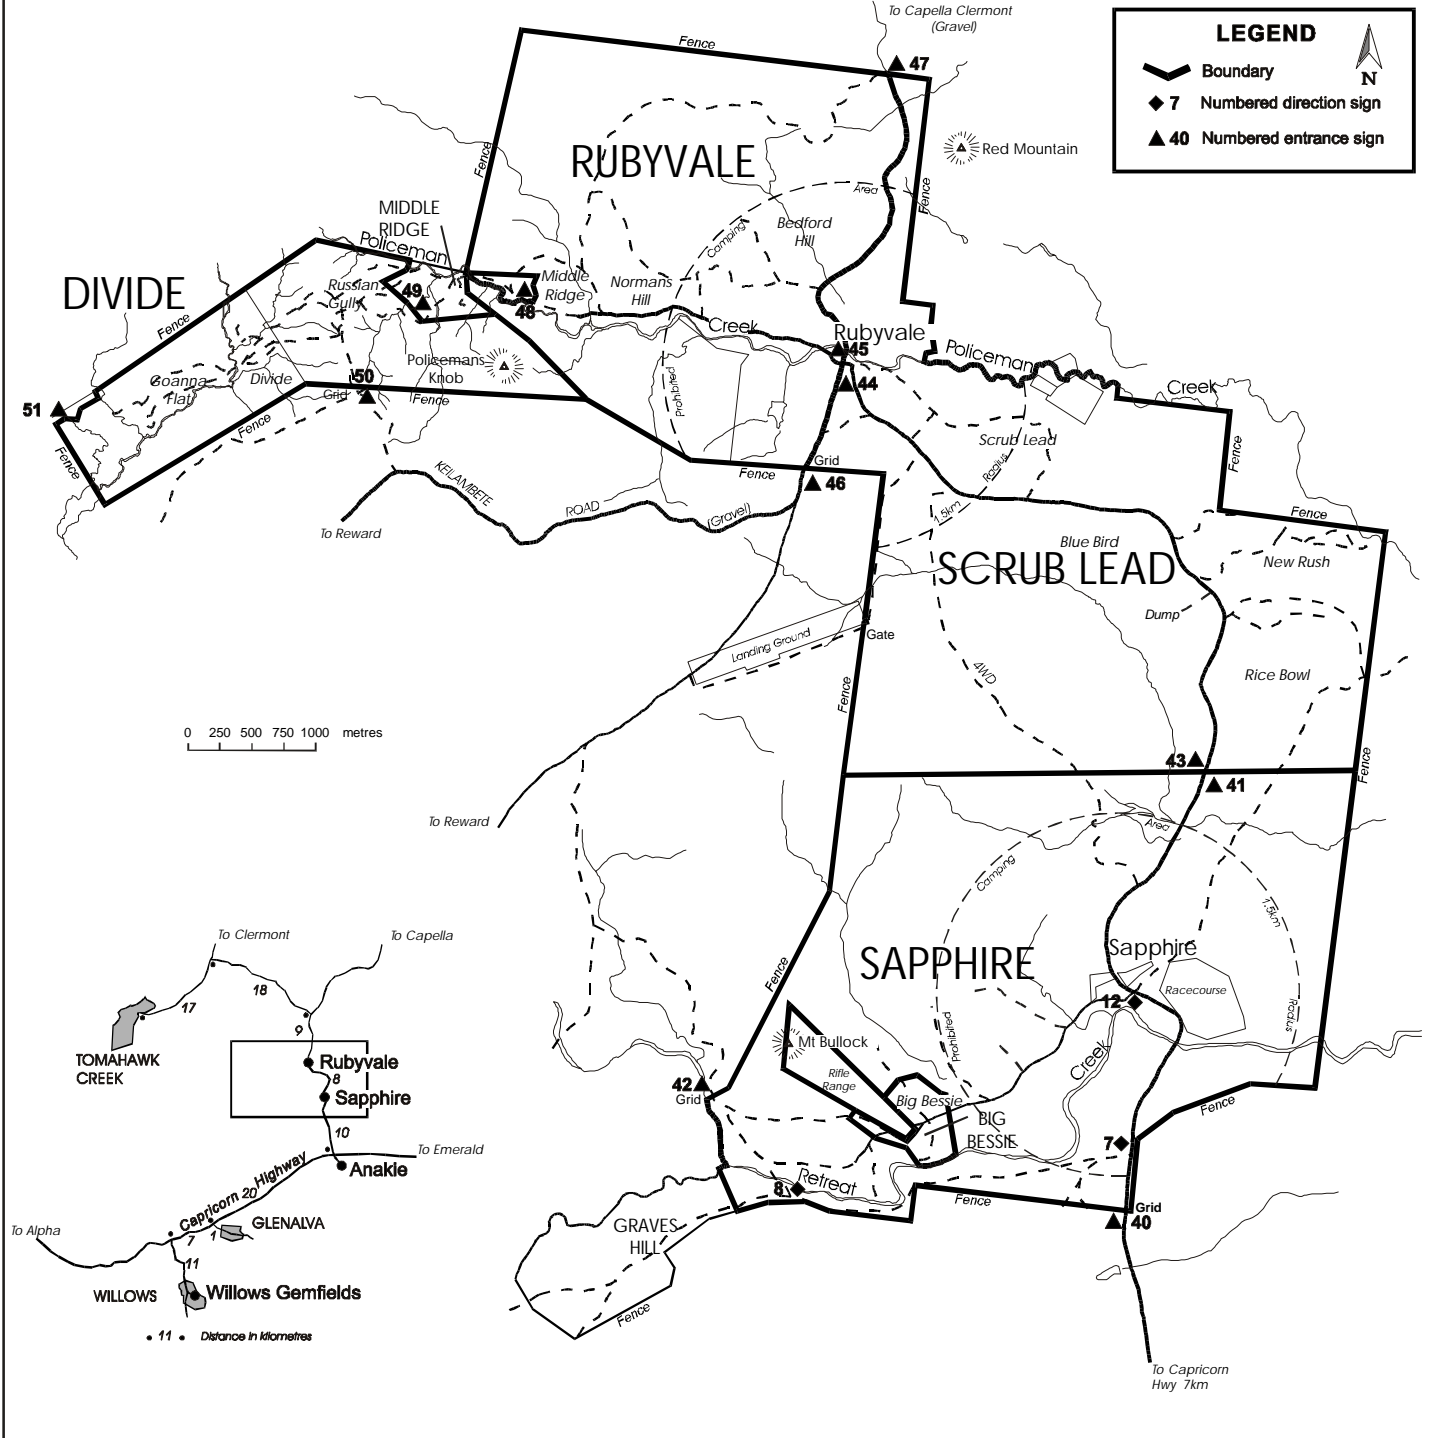 To Capella Clermont
(Gravel)
LEGEND
Boundary
7 Numbered direction sign
40 Numbered entrance sign
N
Fence
47
Red Mountain
Fence
RUBYVALE
Area
Fence
Camping
Bedford
Hill
MIDDLE
RIDGE
Policeman
DIVIDE
Russian
Gully
49
Middle
Ridge
48
Normans
Hill
Creek
Rubyvale
45
44
Policeman
Creek
Fence
Goanna
Flat
Divide
Policemans
Knob
50
Grid
Fence
51
Fence
Fence
Prohibited
Scrub Lead
Radius
1.5km
Fence
Grid
Fence
46
KEILAMBETE
ROAD
(Gravel)
To Reward
Fence
Blue Bird
SCRUB LEAD
New Rush
Dump
Landing Ground
Gate
4WD
Rice Bowl
Fence
0 250 500 750 1000 metres
43
41
Fence
To Reward
Area
Camping
1.5km
SAPPHIRE
Sapphire
Racecourse
12
Fence
Radius
Prohibited
Mt Bullock
Rifle
Range
Creek
42
Grid
Big Bessie
BIG
BESSIE
Fence
7
8
Retreat
Fence
Grid
40
GRAVES
HILL
Fence
To Capricorn
Hwy 7km
To Clermont
To Capella
17
18
9
TOMAHAWK
CREEK
Rubyvale
8
Sapphire
10
To Emerald
Anakie
Capricorn 20 Highway
To Alpha
7
1
GLENALVA
11
WILLOWS
Willows Gemfields
11 Distance in kilometres